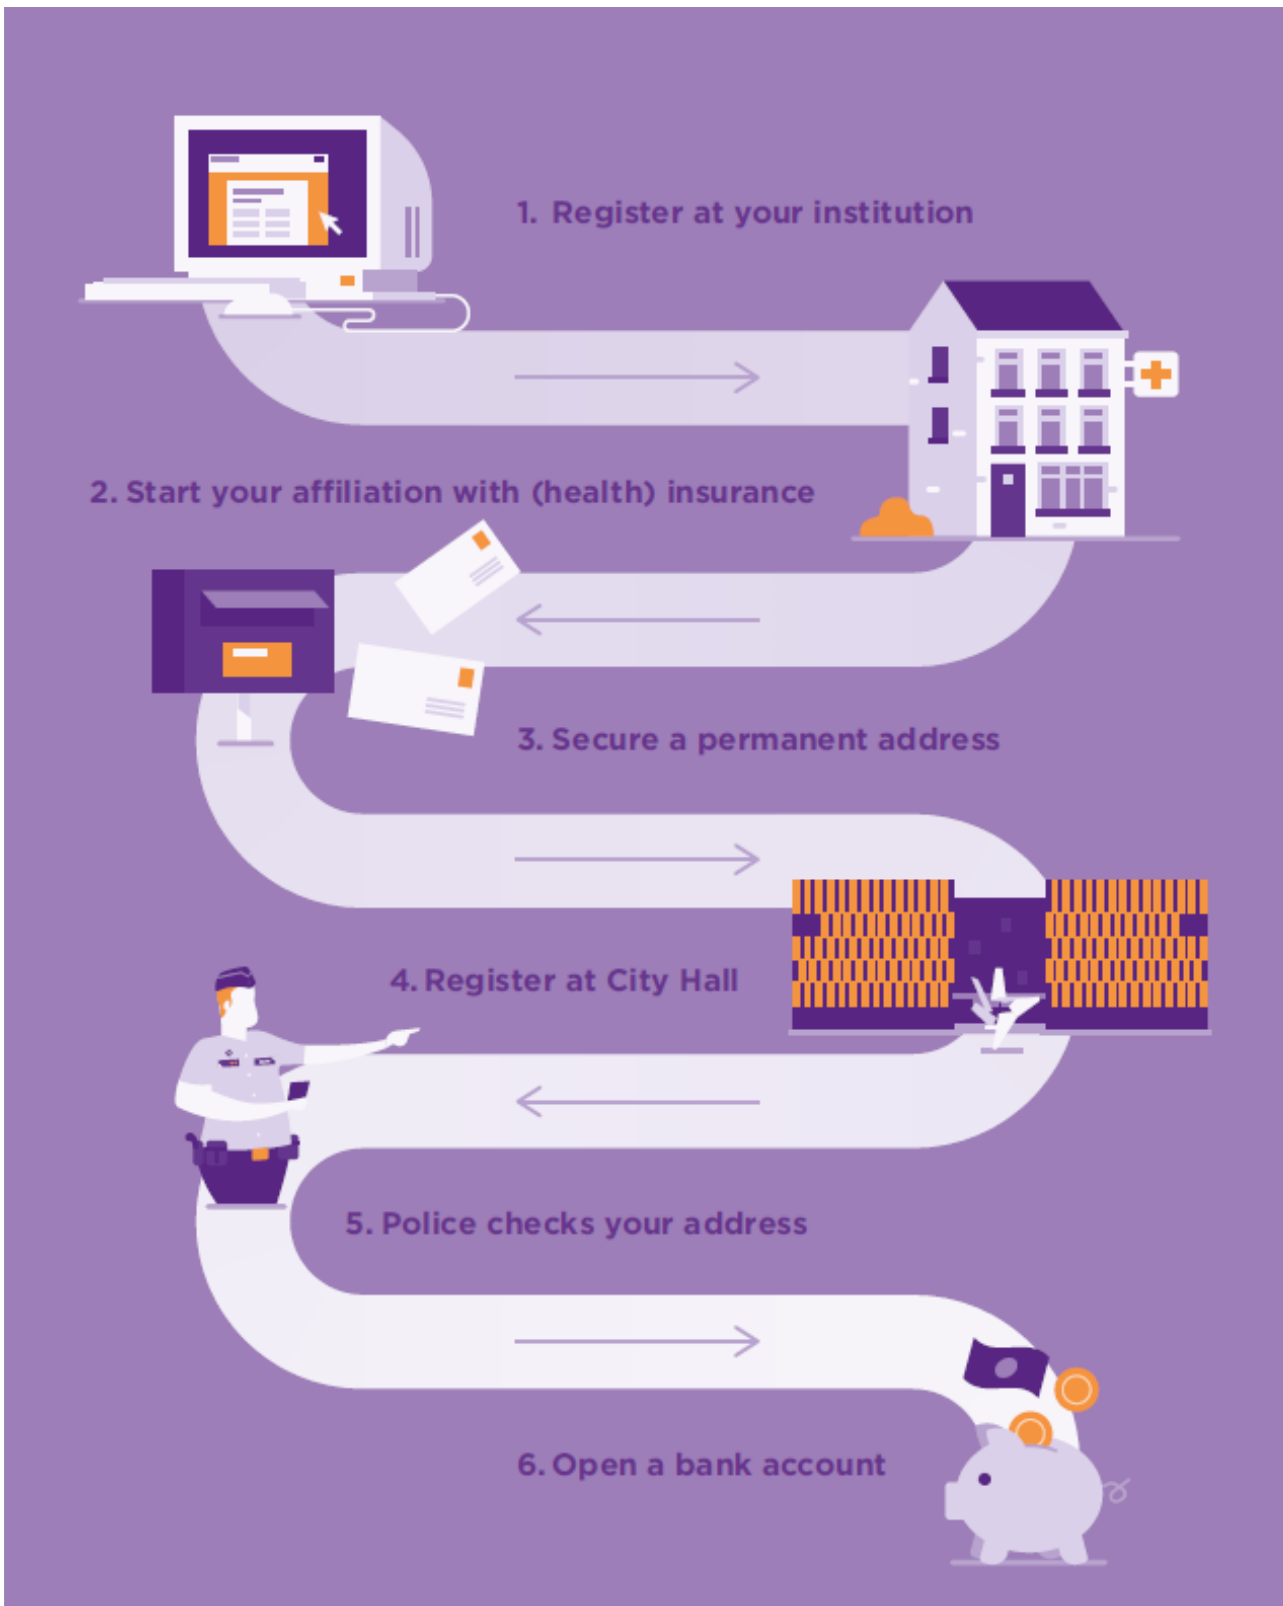 1. Register at your institution
2. Start your affiliation with (health) insurance
3. Secure a permanent address
4. Register at City Hall
5. Police checks your address
6. Open a bank account